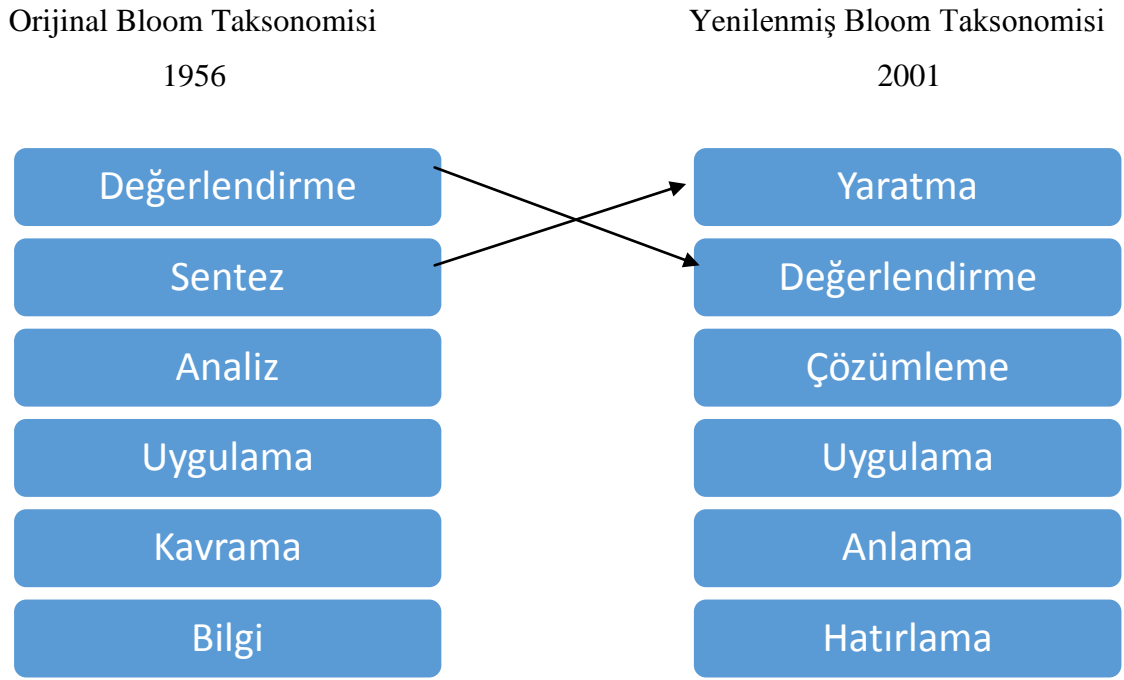 Orijinal Bloom Taksonomisi
1956
Değerlendirme
Sentez
Analiz
Uygulama
Kavrama
Bilgi
Yenilenmiş Bloom Taksonomisi
2001
Yaratma
Değerlendirme
Çözümleme
Uygulama
Anlama
Hatırlama